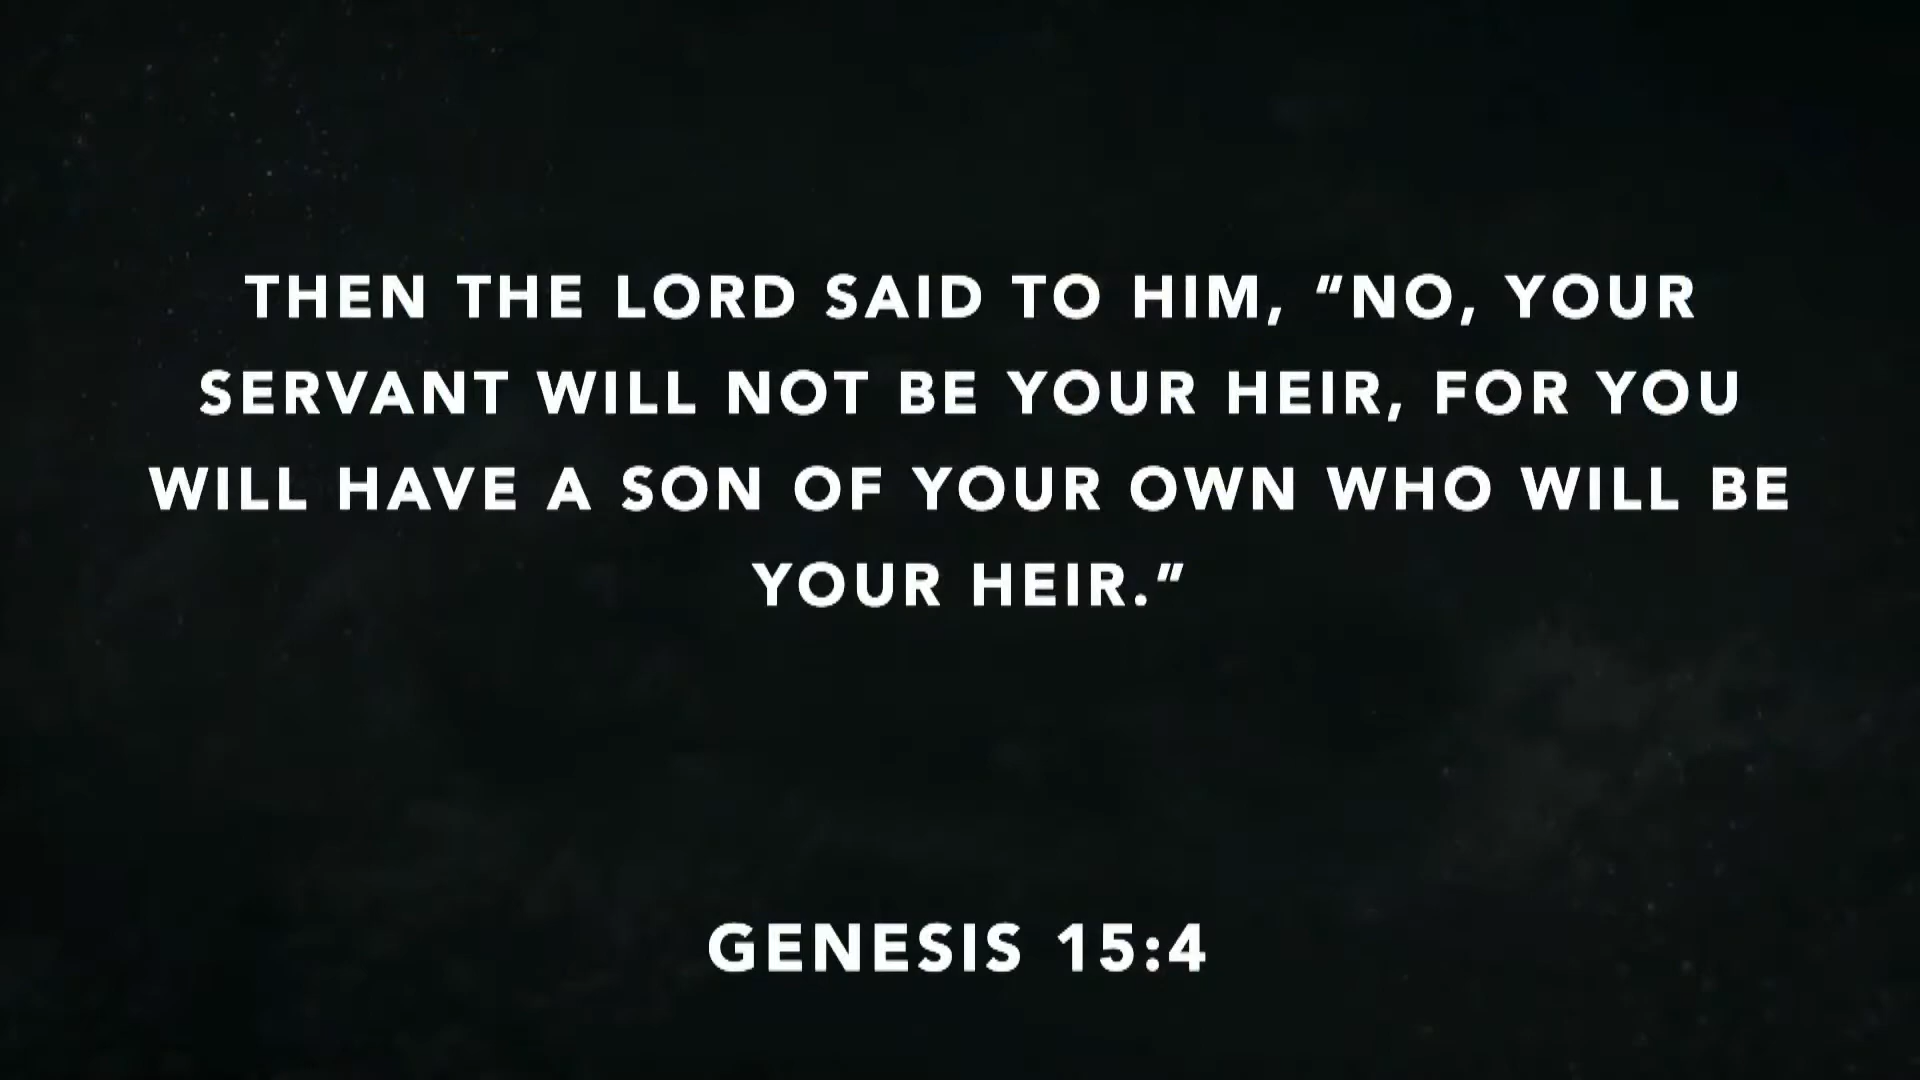 THEN THE LORD SAID TO HIM, “NO, YOUR
SERVANT WILL NOT BE YOUR HEIR, FOR YOU
WILL HAVE A SON OF YOUR OWN WHO WILL BE
YOUR HEIR.”
GENESIS 15:4